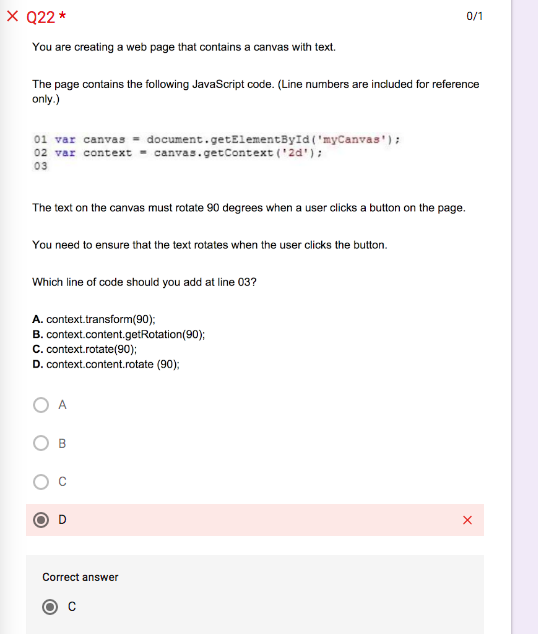 × Q22 *
0/1
You are creating a web page that contains a canvas with text.
The page contains the following JavaScript code. (Line numbers are included for reference
only.)
01 var canvas = document.getElementById('myCanvas');
02 var context = canvas.getContext('2d');
03
The text on the canvas must rotate 90 degrees when a user clicks a button on the page.
You need to ensure that the text rotates when the user clicks the button.
Which line of code should you add at line 03?
A. context.transform(90);
B. context.content.getRotation(90);
C. context.rotate(90);
D. context.content.rotate (90);
A
B
C
D
Correct answer
C